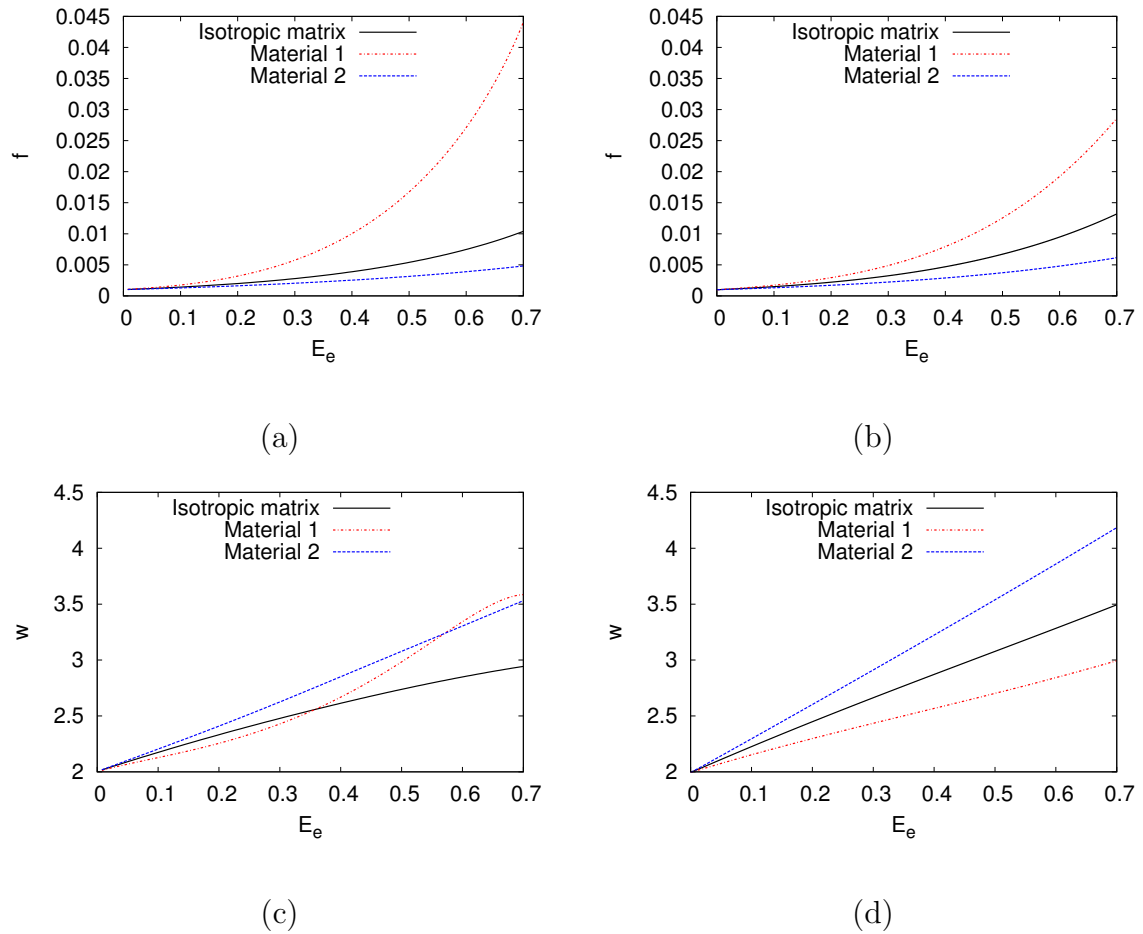 0.045
0.04
0.035
0.03
0.025
0.02
0.015
0.01
0.005
0
f
Isotropic matrix
Material 1
Material 2
0 0.1 0.2 0.3 0.4 0.5 0.6 0.7
E_e
(a)
0.045
0.04
0.035
0.03
0.025
0.02
0.015
0.01
0.005
0
f
Isotropic matrix
Material 1
Material 2
0 0.1 0.2 0.3 0.4 0.5 0.6 0.7
E_e
(b)
4.5
4
3.5
3
2.5
2
w
Isotropic matrix
Material 1
Material 2
0 0.1 0.2 0.3 0.4 0.5 0.6 0.7
E_e
(c)
4.5
4
3.5
3
2.5
2
w
Isotropic matrix
Material 1
Material 2
0 0.1 0.2 0.3 0.4 0.5 0.6 0.7
E_e
(d)